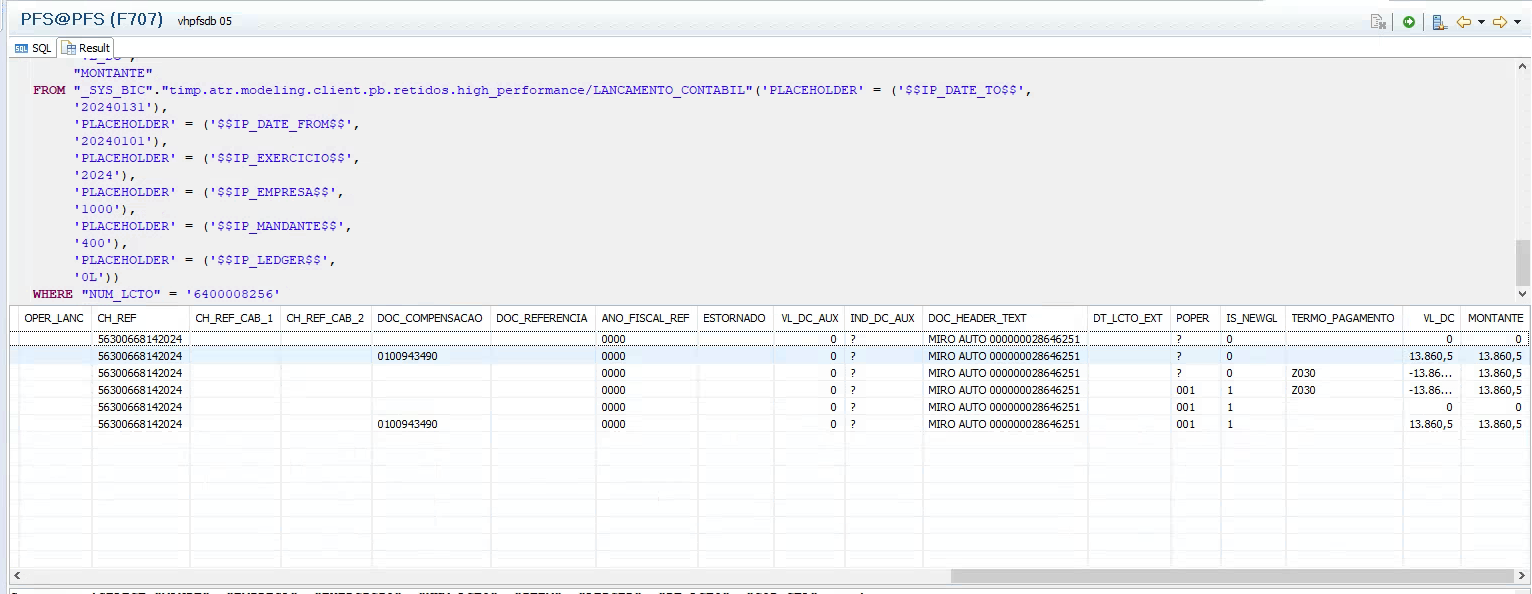 PFS@PFS (F707) vhpfsdb 05
SQL Result
"MONTANTE"
FROM "_SYS_BIC"."timp.atr.modeling.client.pb.retidos.high_performance/LANCAMENTO_CONTABIL"('PLACEHOLDER' = ('$$IP_DATE_TO$$',
'20240131'),
'PLACEHOLDER' = ('$$IP_DATE_FROM$$',
'20240101'),
'PLACEHOLDER' = ('$$IP_EXERCICIO$$',
'2024'),
'PLACEHOLDER' = ('$$IP_EMPRESA$$',
'1000'),
'PLACEHOLDER' = ('$$IP_MANDANTE$$',
'400'),
'PLACEHOLDER' = ('$$IP_LEDGER$$',
'0L'))
WHERE "NUM_LCTO" = '6400008256'
OPER_LANC CH_REF CH_REF_CAB_1 CH_REF_CAB_2 DOC_COMPENSACAO DOC_REFERENCIA ANO_FISCAL_REF ESTORNADO VL_DC_AUX IND_DC_AUX DOC_HEADER_TEXT DT_LCTO_EXT POPER IS_NEWGL TERMO_PAGAMENTO VL_DC MONTANTE
56300668142024 0000 0 ? MIRO AUTO 000000028646251 ? 0 0 0
56300668142024 0100943490 0000 0 ? MIRO AUTO 000000028646251 ? 0 13.860,5 13.860,5
56300668142024 0000 0 ? MIRO AUTO 000000028646251 ? 0 Z030 -13.86... 13.860,5
56300668142024 0000 0 ? MIRO AUTO 000000028646251 001 1 Z030 -13.86... 13.860,5
56300668142024 0000 0 ? MIRO AUTO 000000028646251 001 1 0 0
56300668142024 0100943490 0000 0 ? MIRO AUTO 000000028646251 001 1 13.860,5 13.860,5